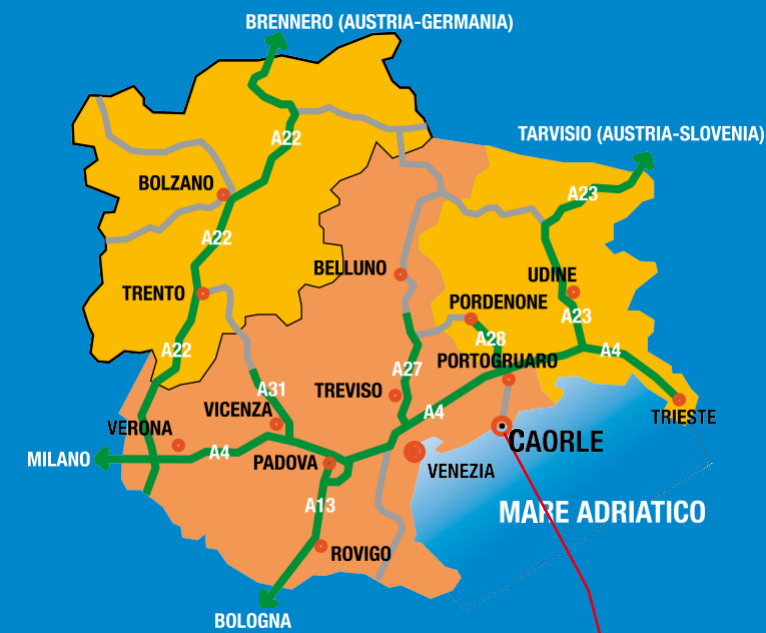 BRENNERO (AUSTRIA-GERMANIA)
TARVISIO (AUSTRIA-SLOVENIA)
A22
BOLZANO
A23
A22
BELLUNO
UDINE
TRENTO
PORDENONE
A23
A28
A22
PORTOGRUARO
A4
A27
A31
TREVISO
VICENZA
A4
TRIESTE
VERONA
CAORLE
A4
MILANO
PADOVA
VENEZIA
A13
MARE ADRIATICO
ROVIGO
BOLOGNA